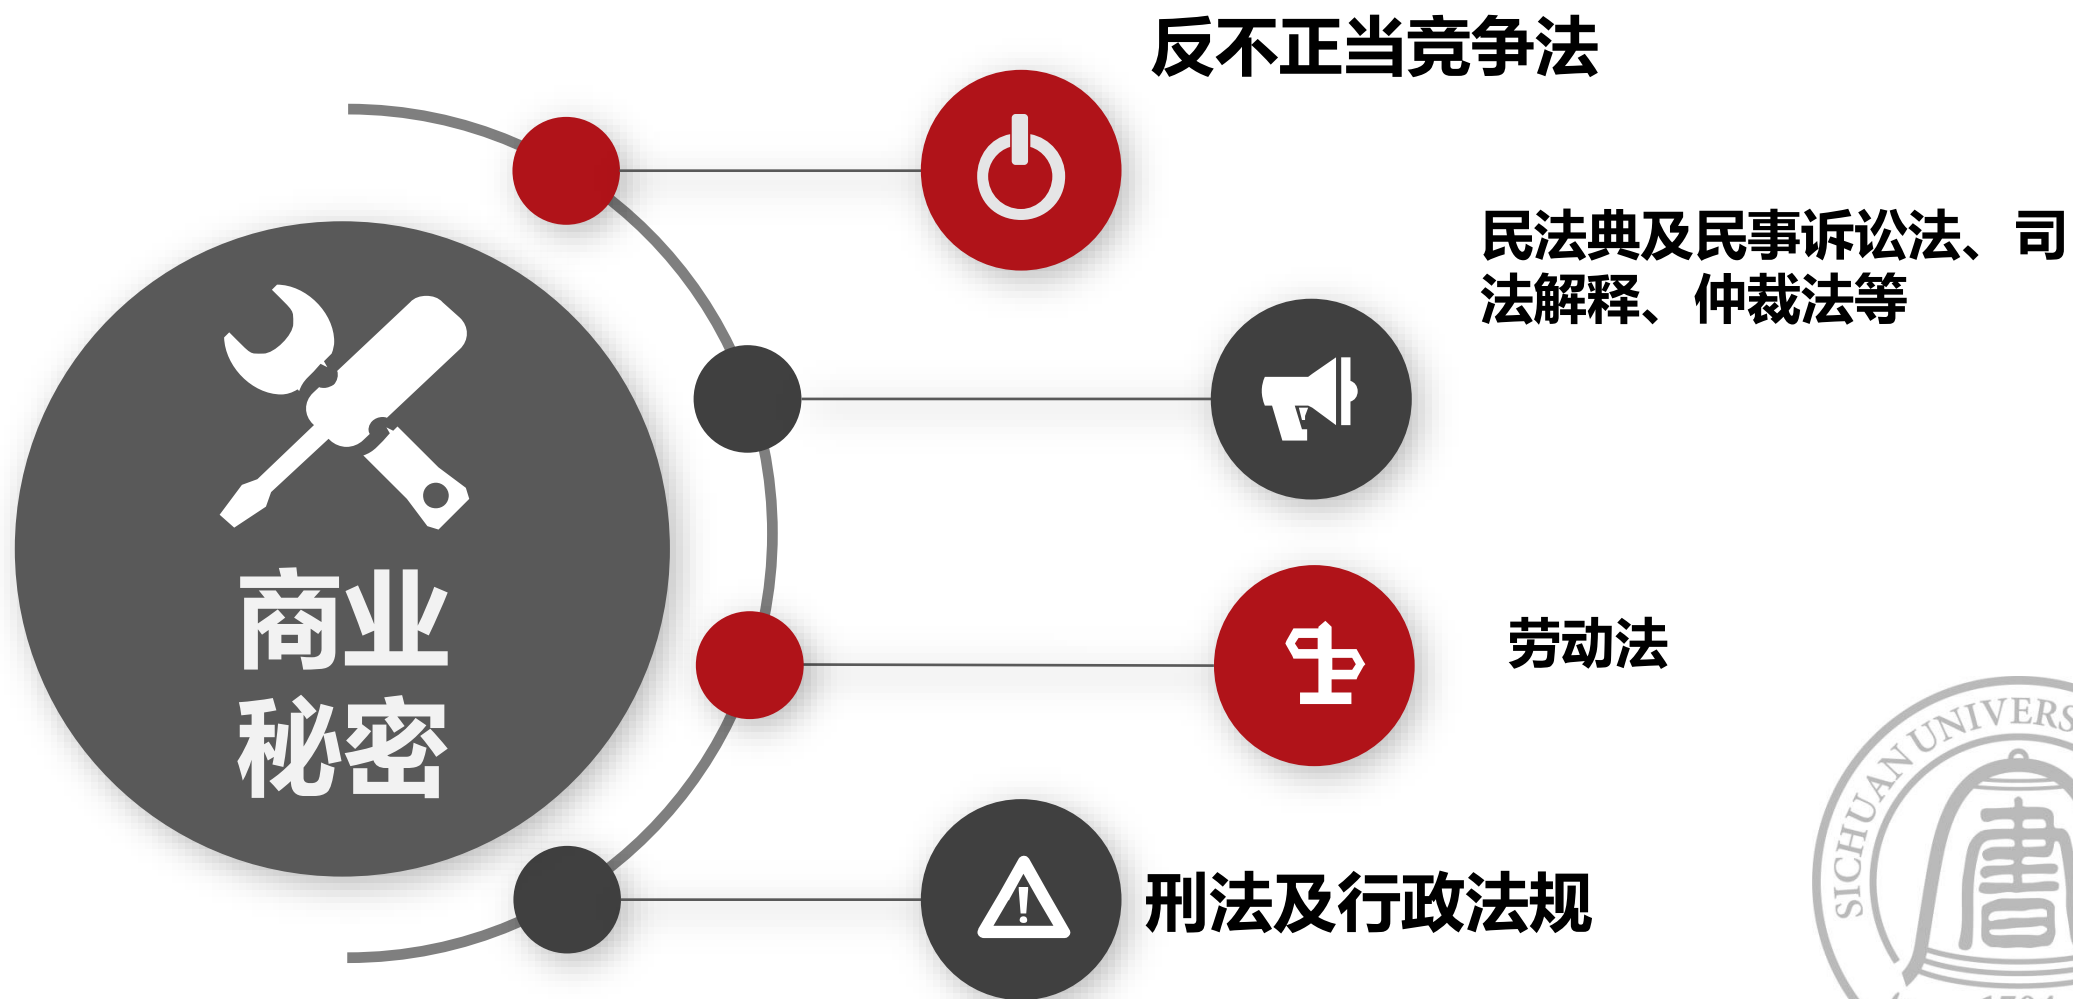 反不正当竞争法
民法典及民事诉讼法、司
法解释、仲裁法等
商业
秘密
劳动法
刑法及行政法规
SICHUAN UNIVERS